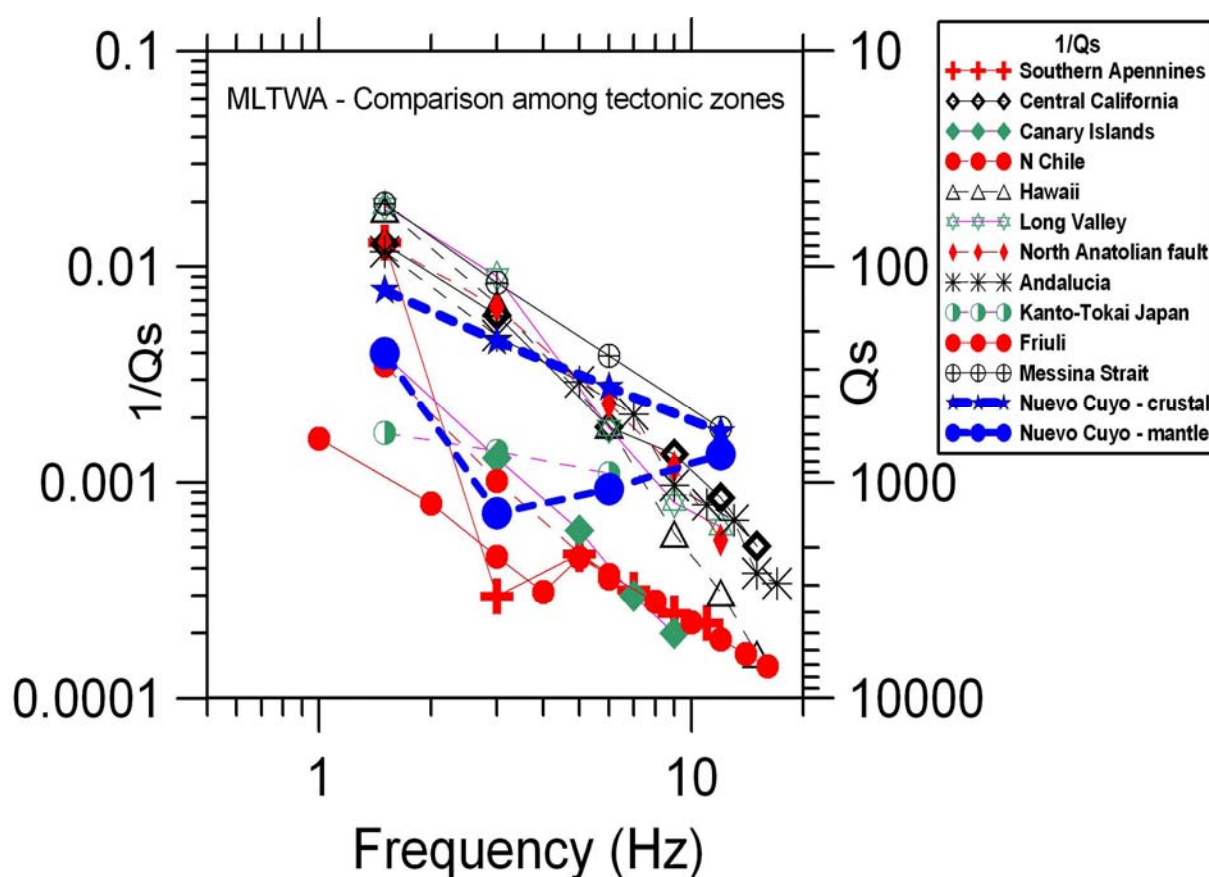 MLTWA - Comparison among tectonic zones
0.1
0.01
0.001
0.0001
1/Qs
10
100
1000
10000
Qs
1
10
Frequency (Hz)
1/Qs
Southern Apennines
Central California
Canary Islands
N Chile
Hawaii
Long Valley
North Anatolian fault
Andalucia
Kanto-Tokai Japan
Friuli
Messina Strait
Nuevo Cuyo - crustal
Nuevo Cuyo - mantle